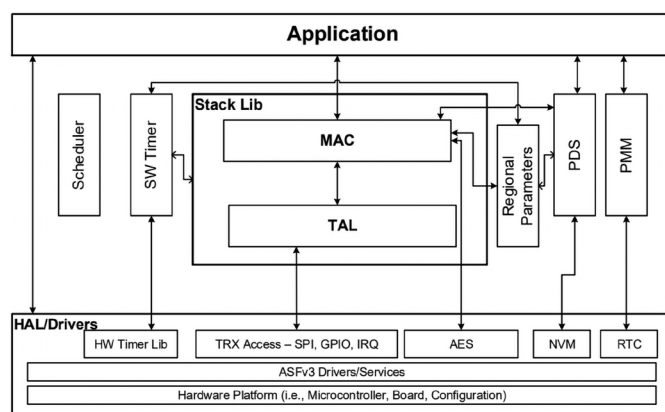 Application
Scheduler
SW Timer
Stack Lib
MAC
TAL
Regional
Parameters
PDS
PMM
HAL/Drivers
HW Timer Lib
TRX Access – SPI, GPIO, IRQ
AES
NVM
RTC
ASFv3 Drivers/Services
Hardware Platform (i.e., Microcontroller, Board, Configuration)